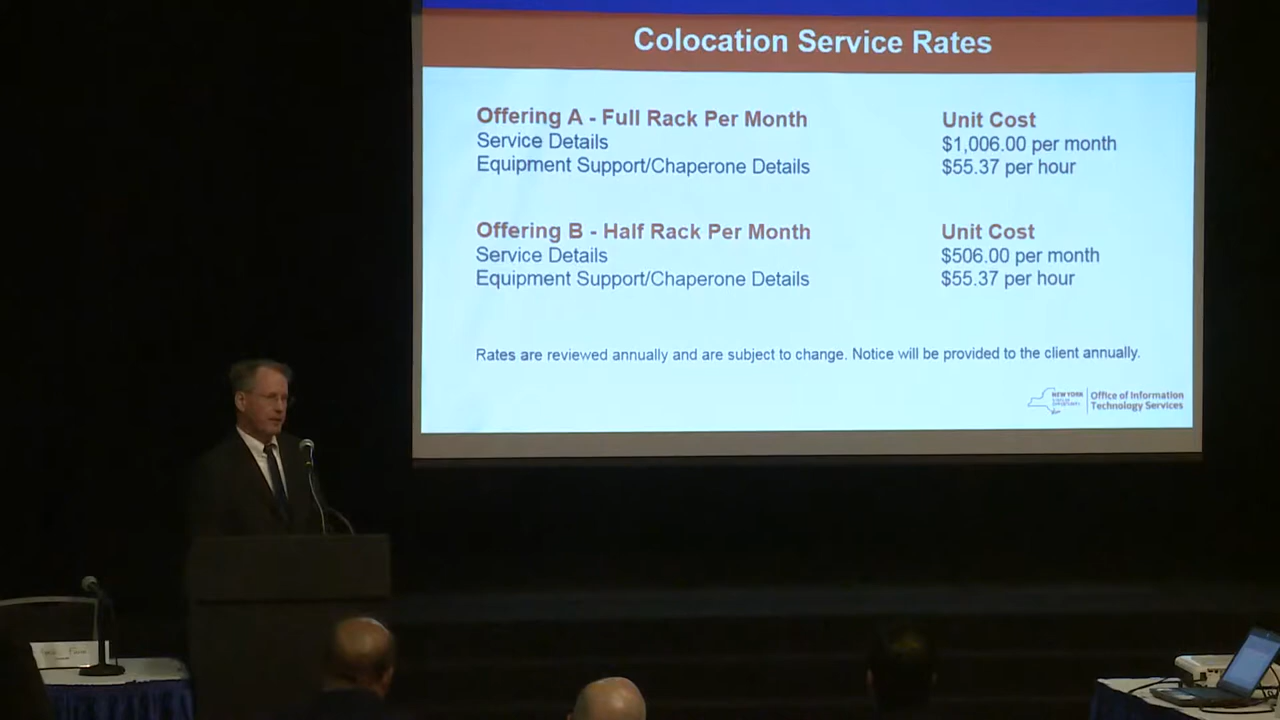 Colocation Service Rates
Offering A - Full Rack Per Month Unit Cost
Service Details $1,006.00 per month
Equipment Support/Chaperone Details $55.37 per hour
Offering B - Half Rack Per Month Unit Cost
Service Details $506.00 per month
Equipment Support/Chaperone Details $55.37 per hour
Rates are reviewed annually and are subject to change. Notice will be provided to the client annually.
NEW YORK
Office of Information
Technology Services